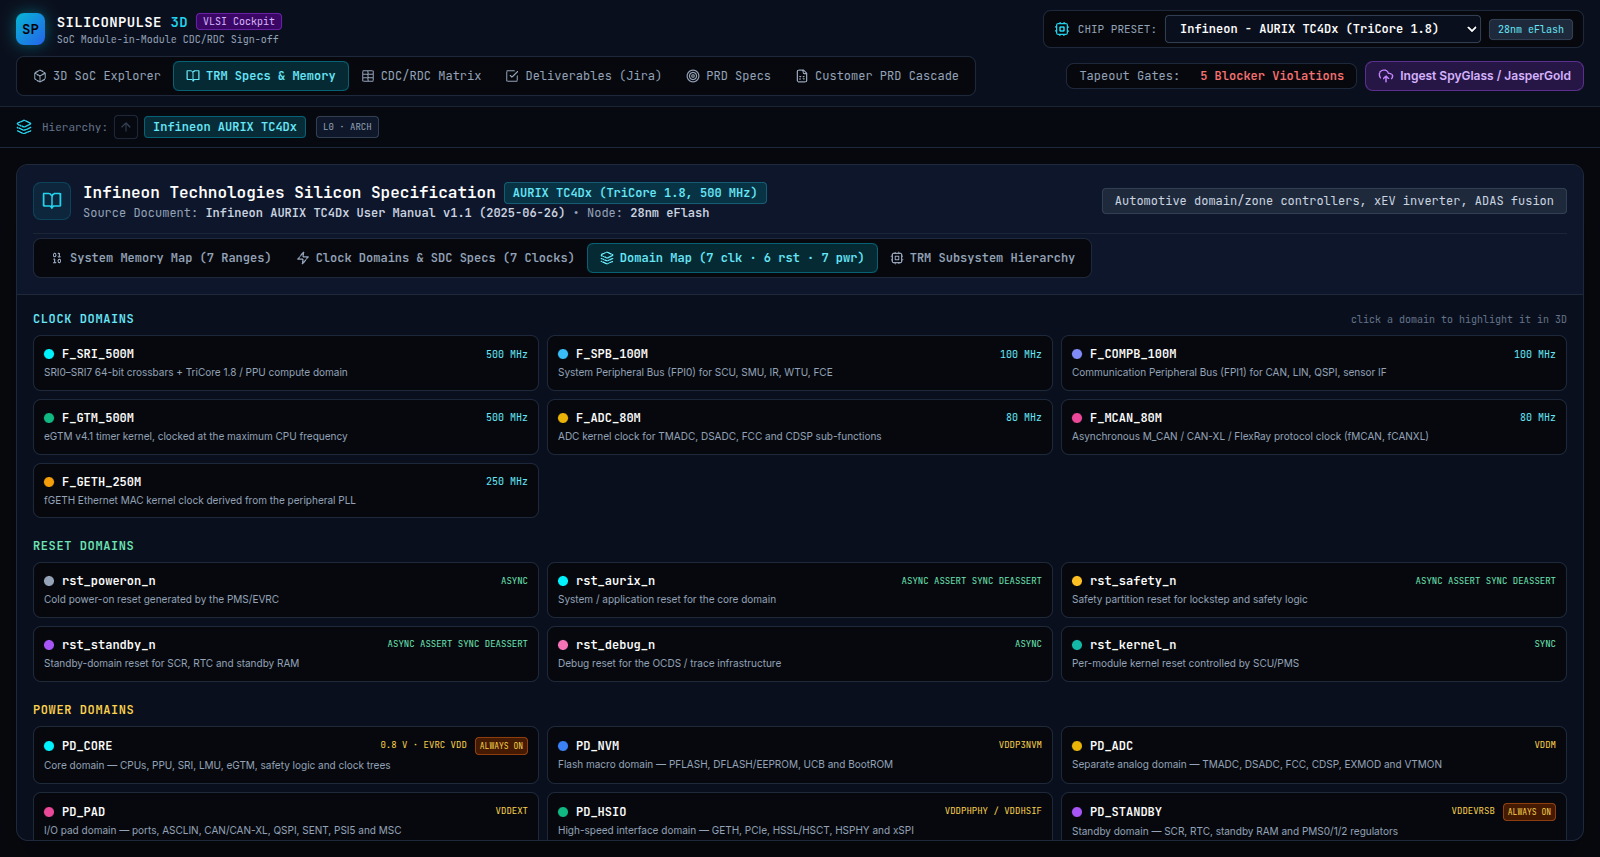 SP
SILICONPULSE 3D VLSI Cockpit
SoC Module-in-Module CDC/RDC Sign-off
CHIP PRESET: Infineon - AURIX TC4Dx (TriCore 1.8) 28nm eFlash
3D SoC Explorer TRM Specs & Memory CDC/RDC Matrix Deliverables (Jira) PRD Specs Customer PRD Cascade
Tapeout Gates: 5 Blocker Violations Ingest SpyGlass / JasperGold
Hierarchy: ↑ Infineon AURIX TC4Dx L0 · ARCH
Infineon Technologies Silicon Specification AURIX TC4Dx (TriCore 1.8, 500 MHz)
Source Document: Infineon AURIX TC4Dx User Manual v1.1 (2025-06-26) • Node: 28nm eFlash
Automotive domain/zone controllers, xEV inverter, ADAS fusion
System Memory Map (7 Ranges) Clock Domains & SDC Specs (7 Clocks) Domain Map (7 clk · 6 rst · 7 pwr) TRM Subsystem Hierarchy
CLOCK DOMAINS click a domain to highlight it in 3D
F_SRI_500M 500 MHz
SRI0–SRI7 64-bit crossbars + TriCore 1.8 / PPU compute domain
F_SPB_100M 100 MHz
System Peripheral Bus (FPI0) for SCU, SMU, IR, WTU, FCE
F_COMPB_100M 100 MHz
Communication Peripheral Bus (FPI1) for CAN, LIN, QSPI, sensor IF
F_GTM_500M 500 MHz
eGTM v4.1 timer kernel, clocked at the maximum CPU frequency
F_ADC_80M 80 MHz
ADC kernel clock for TMADC, DSADC, FCC and CDSP sub-functions
F_MCAN_80M 80 MHz
Asynchronous M_CAN / CAN-XL / FlexRay protocol clock (fMCAN, fCANXL)
F_GETH_250M 250 MHz
fGETH Ethernet MAC kernel clock derived from the peripheral PLL
RESET DOMAINS
rst_poweron_n ASYNC
Cold power-on reset generated by the PMS/EVRC
rst_aurix_n ASYNC ASSERT SYNC DEASSERT
System / application reset for the core domain
rst_safety_n ASYNC ASSERT SYNC DEASSERT
Safety partition reset for lockstep and safety logic
rst_standby_n ASYNC ASSERT SYNC DEASSERT
Standby-domain reset for SCR, RTC and standby RAM
rst_debug_n ASYNC
Debug reset for the OCDS / trace infrastructure
rst_kernel_n SYNC
Per-module kernel reset controlled by SCU/PMS
POWER DOMAINS
PD_CORE 0.8 V · EVRC VDD ALWAYS ON
Core domain — CPUs, PPU, SRI, LMU, eGTM, safety logic and clock trees
PD_NVM VDDP3NVM
Flash macro domain — PFLASH, DFLASH/EEPROM, UCB and BootROM
PD_ADC VDDM
Separate analog domain — TMADC, DSADC, FCC, CDSP, EXMOD and VTMON
PD_PAD VDDEXT
I/O pad domain — ports, ASCLIN, CAN/CAN-XL, QSPI, SENT, PSI5 and MSC
PD_HSIO VDDPHPHY / VDDHSIF
High-speed interface domain — GETH, PCIe, HSSL/HSCT, HSPHY and xSPI
PD_STANDBY VDDEVRSB ALWAYS ON
Standby domain — SCR, RTC, standby RAM and PMS0/1/2 regulators